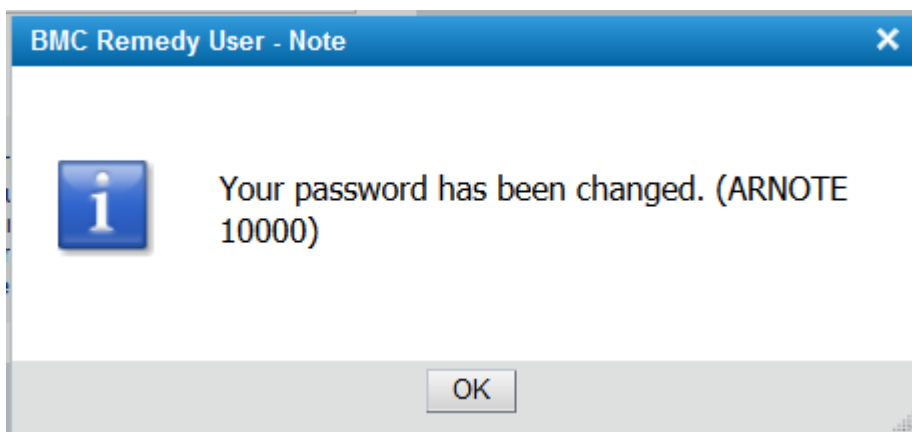 BMC Remedy User - Note
Your password has been changed. (ARNOTE
10000)
OK